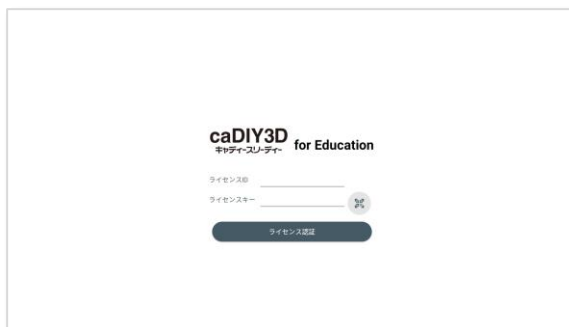 caDIY3D
キャディースリーディー
for Education
ライセンスID
ライセンスキー
ライセンス認証